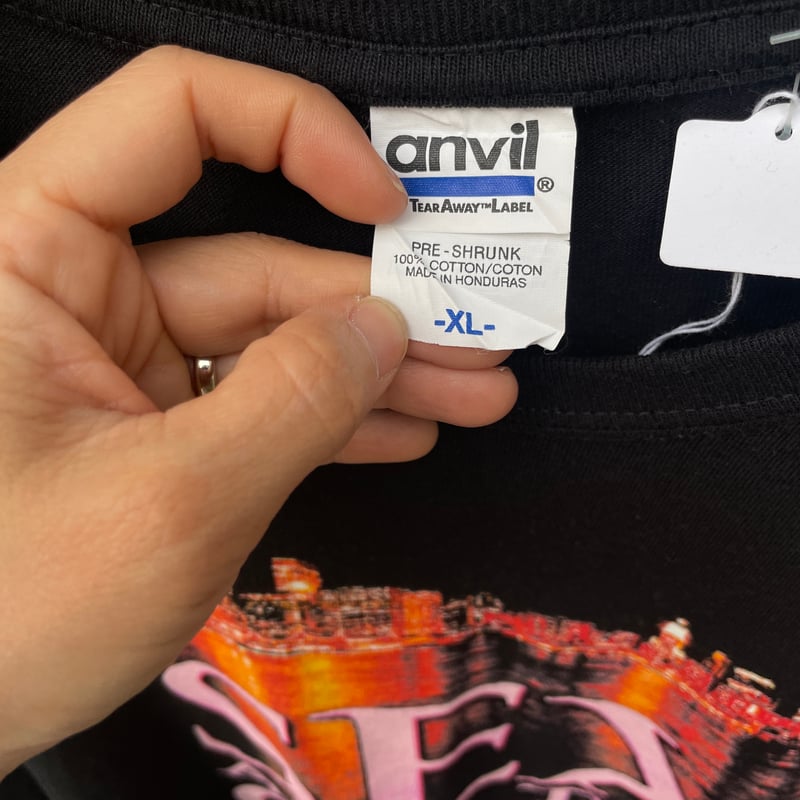 anvil®
TEARAWAY™LABEL
PRE-SHRUNK
100% COTTON/COTON
MADE IN HONDURAS
-XL-